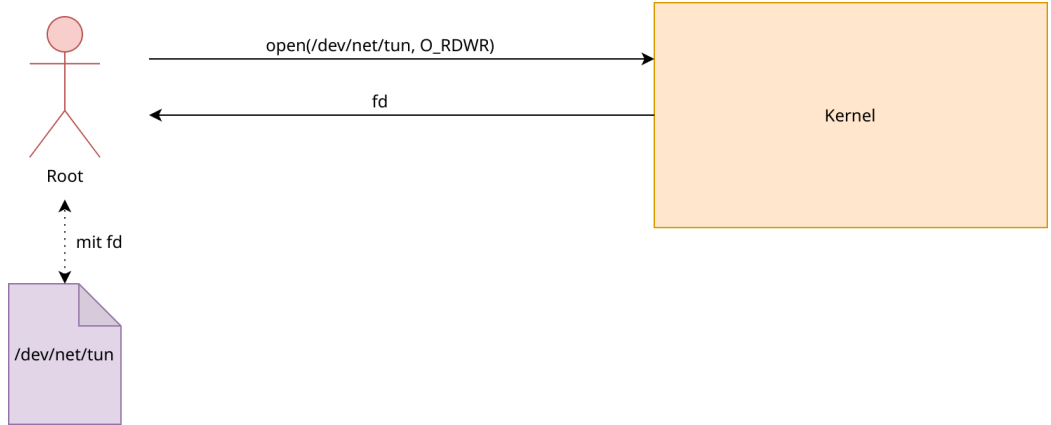 open(/dev/net/tun, O_RDWR)
fd
Kernel
Root
mit fd
/dev/net/tun